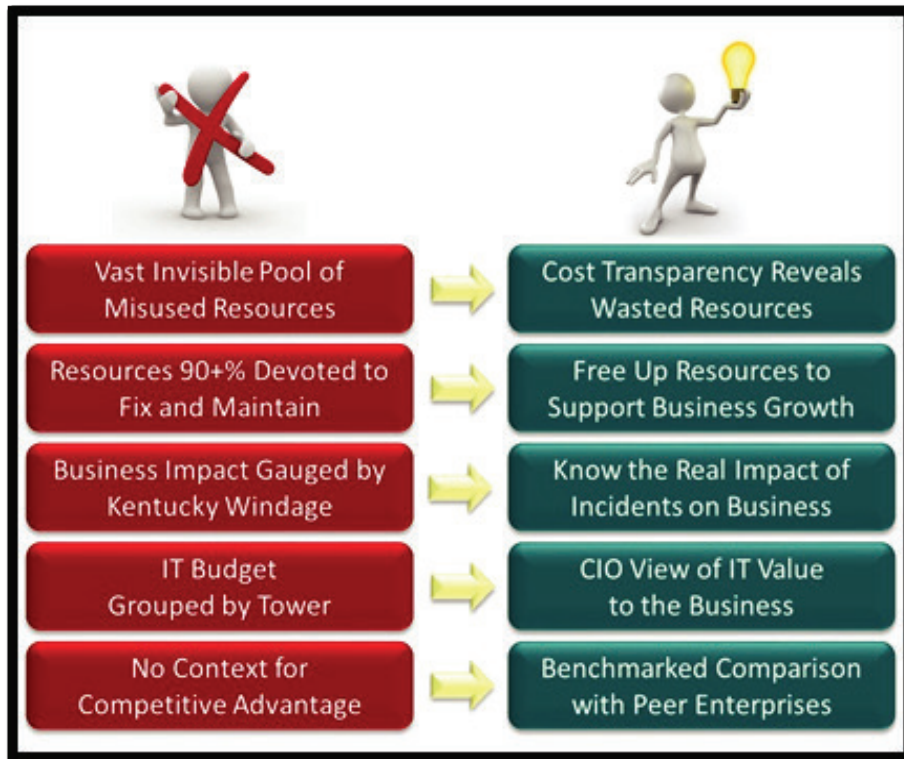 Vast Invisible Pool of
Misused Resources
Cost Transparency Reveals
Wasted Resources
Resources 90+% Devoted to
Fix and Maintain
Free Up Resources to
Support Business Growth
Business Impact Gauged by
Kentucky Windage
Know the Real Impact of
Incidents on Business
IT Budget
Grouped by Tower
CIO View of IT Value
to the Business
No Context for
Competitive Advantage
Benchmarked Comparison
with Peer Enterprises